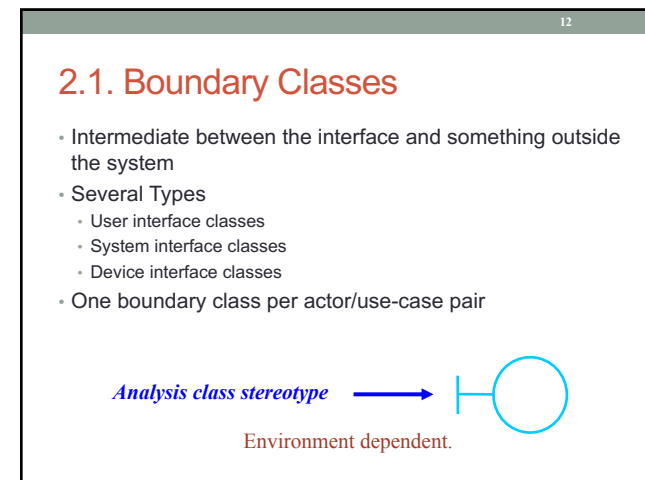 12
2.1. Boundary Classes
• Intermediate between the interface and something outside
the system
• Several Types
• User interface classes
• System interface classes
• Device interface classes
• One boundary class per actor/use-case pair
Analysis class stereotype
Environment dependent.